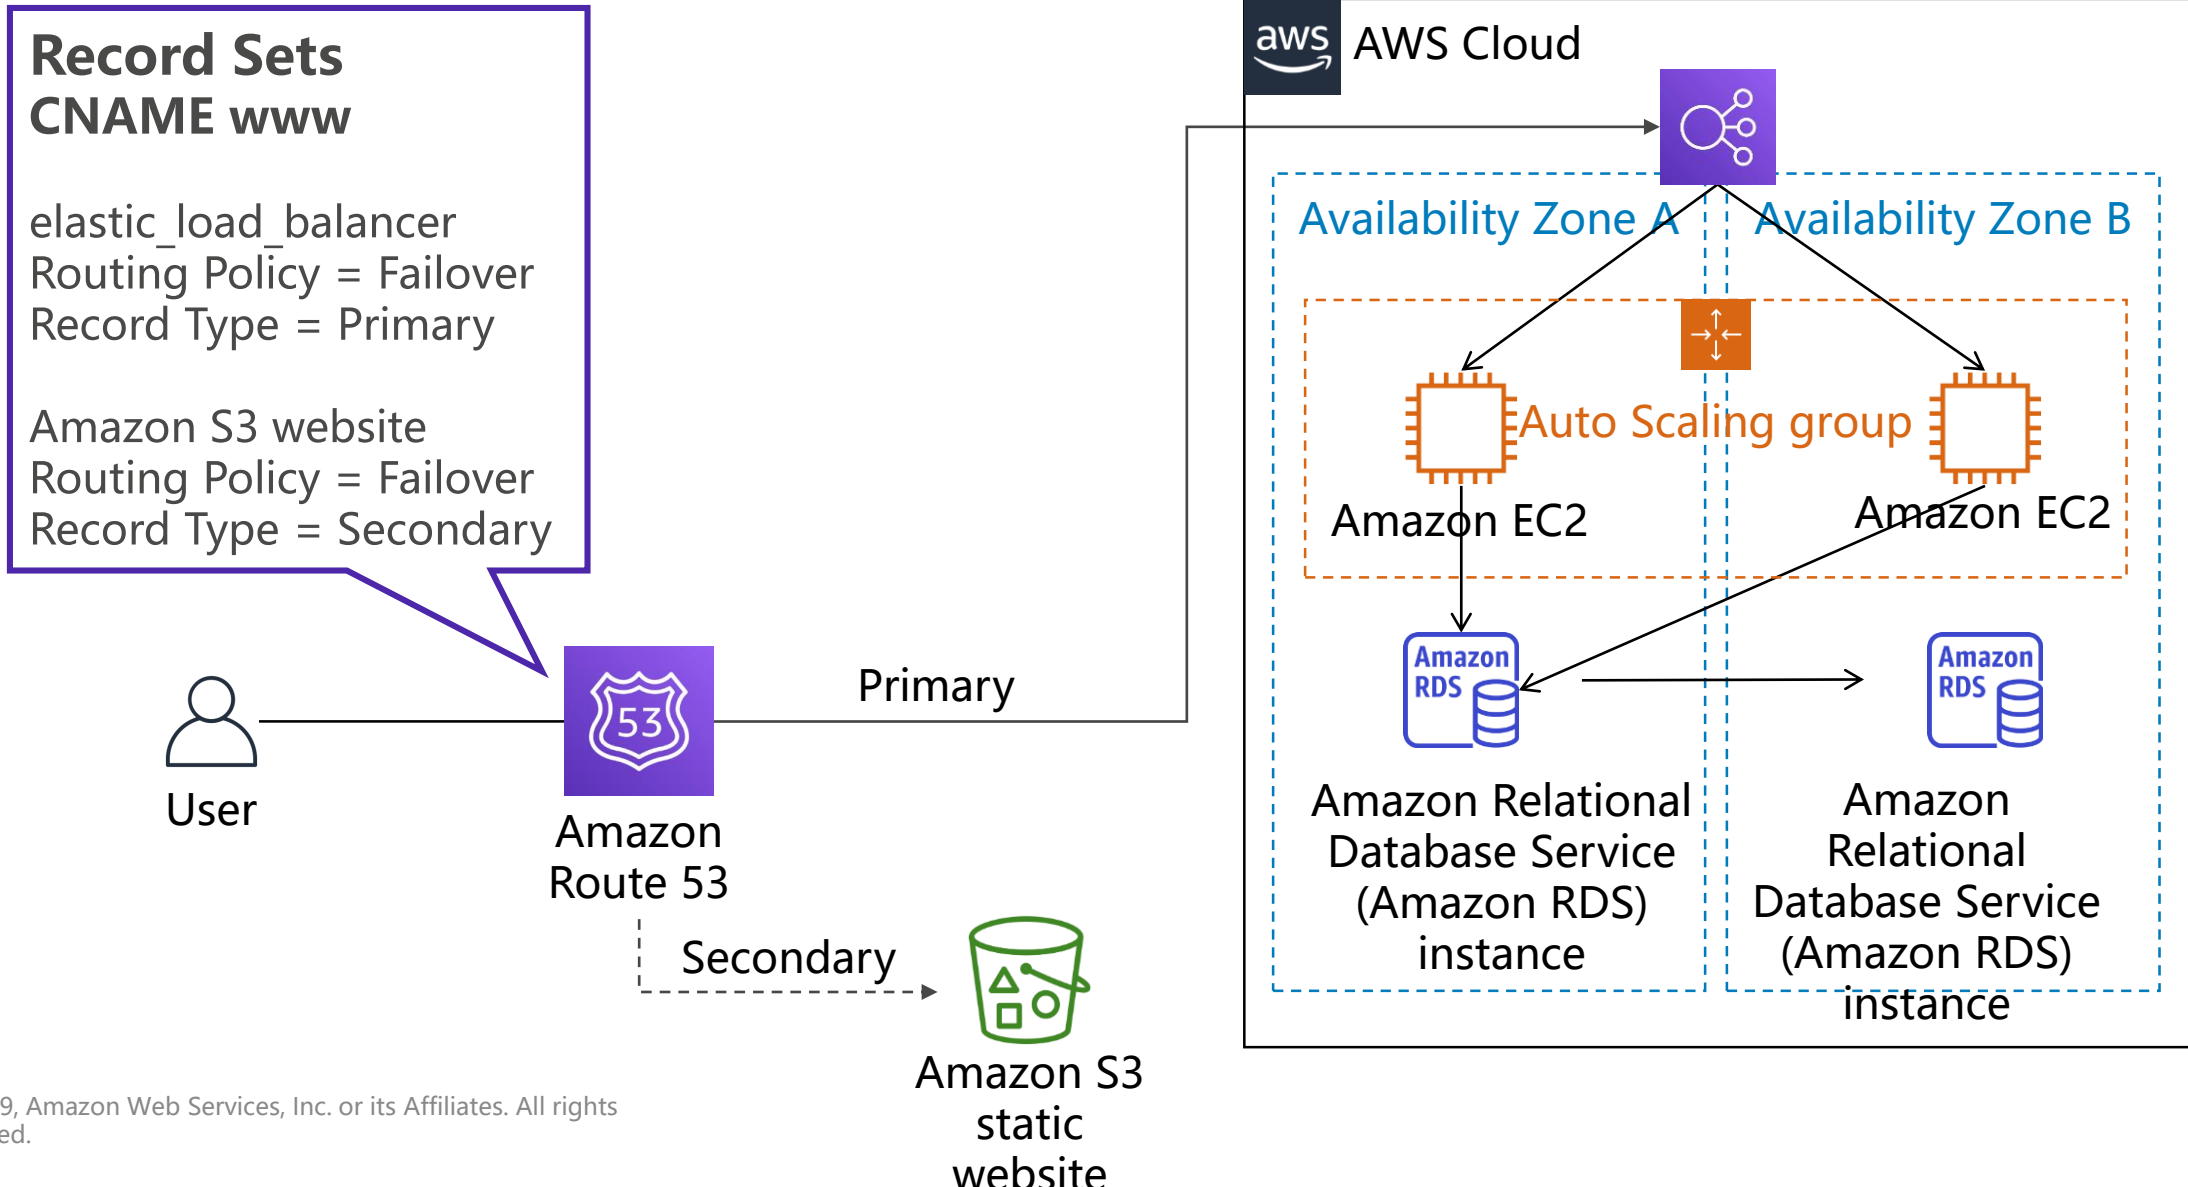 Record Sets
CNAME www
elastic_load_balancer
Routing Policy = Failover
Record Type = Primary
Amazon S3 website
Routing Policy = Failover
Record Type = Secondary
User
53
Amazon
Route 53
Primary
Secondary
Amazon S3
static
website
aws
AWS Cloud
Availability Zone A
Availability Zone B
Auto Scaling group
Amazon EC2
Amazon EC2
Amazon
RDS
Amazon
RDS
Amazon Relational
Database Service
(Amazon RDS)
instance
Amazon
Relational
Database Service
(Amazon RDS)
instance
9, Amazon Web Services, Inc. or its Affiliates. All rights
ed.